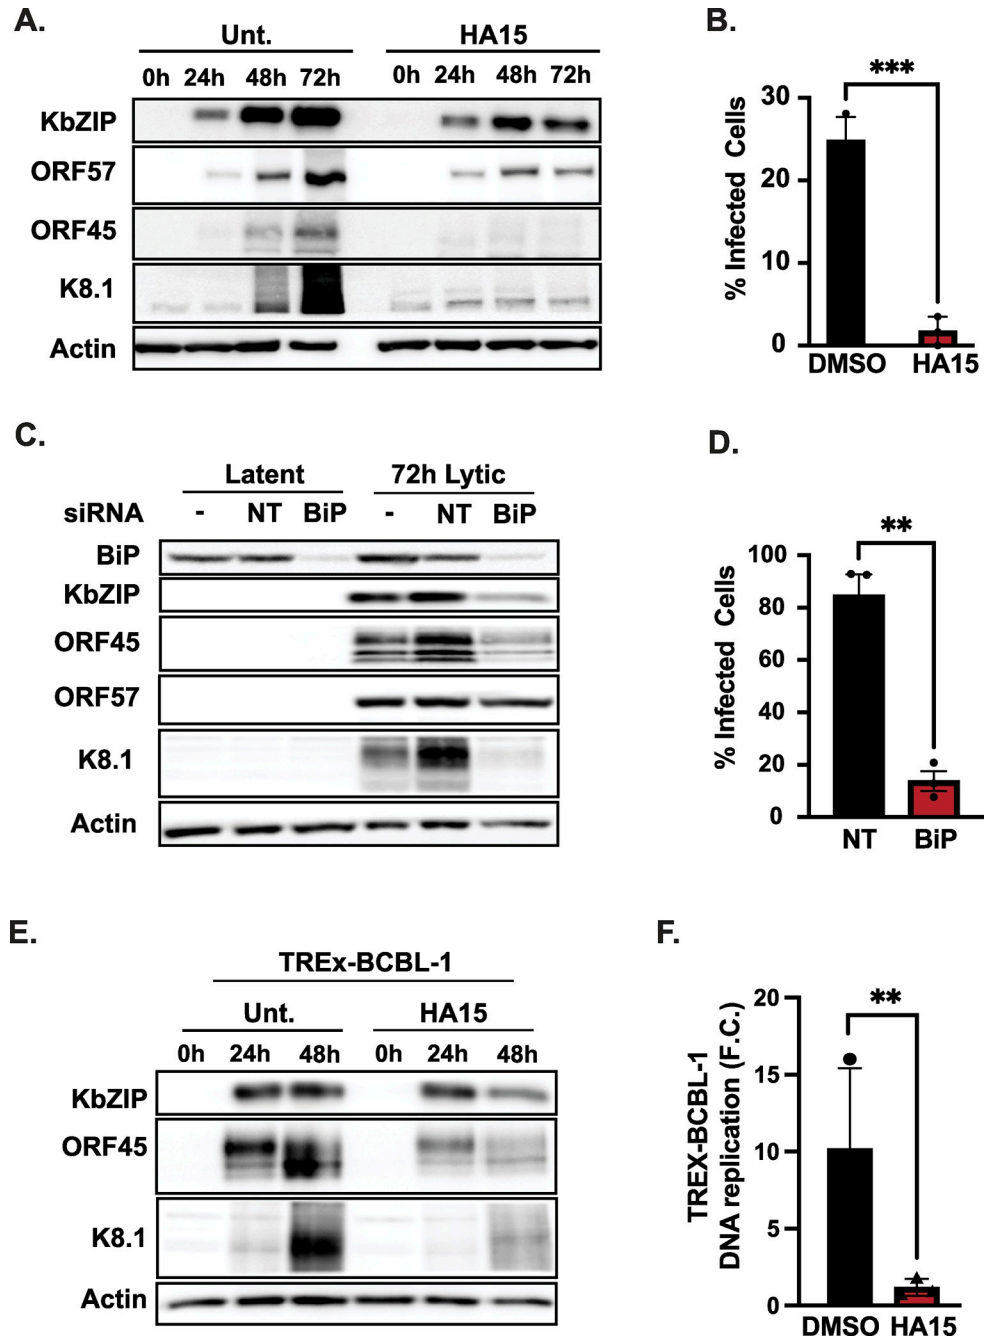 A.
Unt. HA15
0h 24h 48h 72h 0h 24h 48h 72h
KbZIP
ORF57
ORF45
K8.1
Actin
B.
***
% Infected Cells
30
20
10
0
DMSO HA15
C.
Latent 72h Lytic
siRNA - NT BiP - NT BiP
BiP
KbZIP
ORF45
ORF57
K8.1
Actin
D.
**
% Infected Cells
100
80
60
40
20
0
NT BiP
E.
TREx-BCBL-1
Unt. HA15
0h 24h 48h 0h 24h 48h
KbZIP
ORF45
K8.1
Actin
F.
**
TREX-BCBL-1
DNA replication (F.C.)
20
15
10
5
0
DMSO HA15